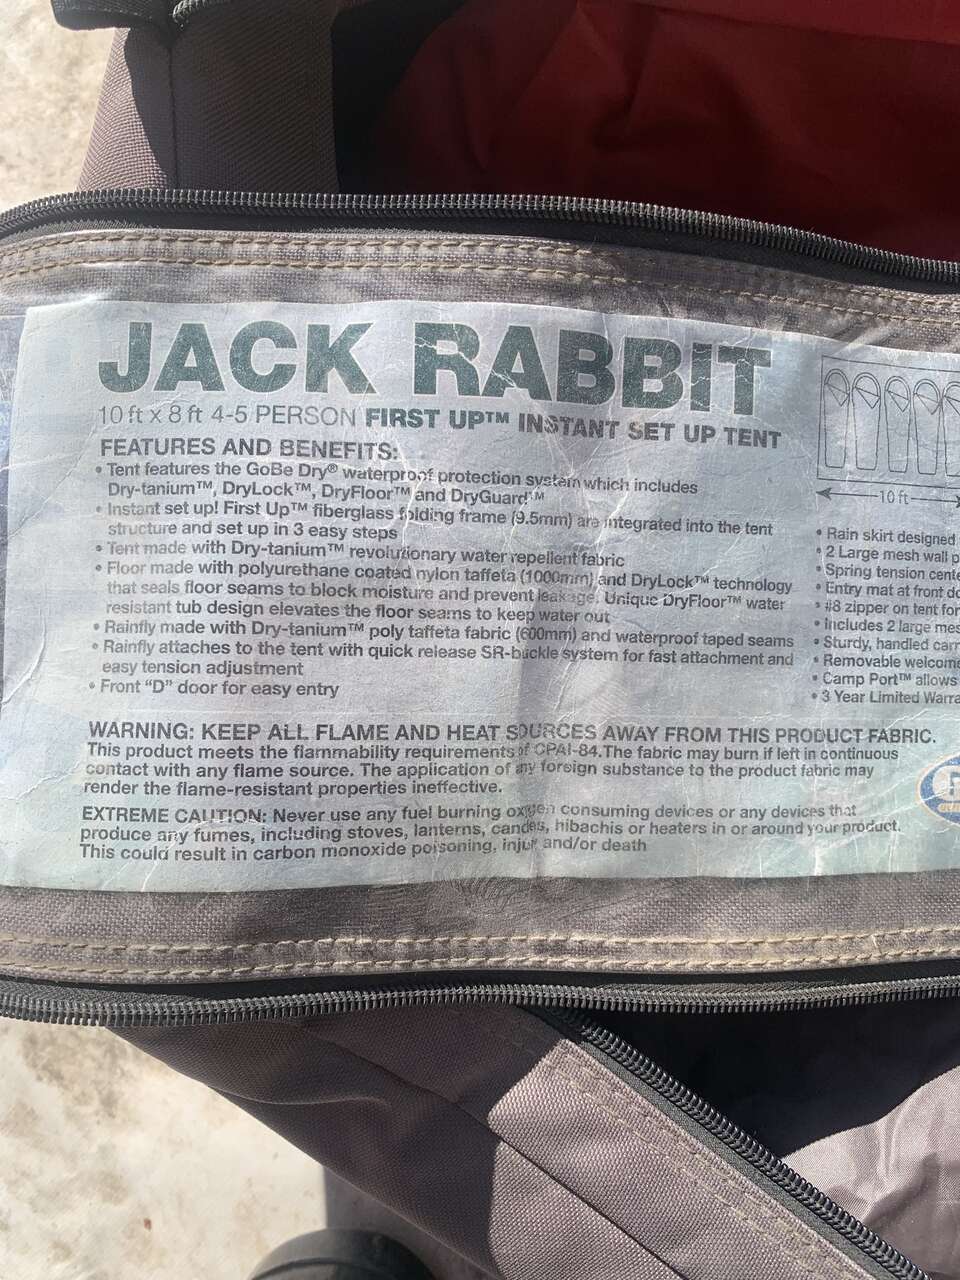 JACK RABBIT
10 ft x 8 ft 4-5 PERSON FIRST UP™ INSTANT SET UP TENT
FEATURES AND BENEFITS:
• Tent features the GoBe Dry® waterproof protection system which includes
Dry-tanium™, DryLock™, DryFloor™ and DryGuard™
• Instant set up! First Up™ fiberglass folding frame (9.5mm) are integrated into the tent
structure and set up in 3 easy steps
• Tent made with Dry-tanium™ revolutionary water repellent fabric
• Floor made with polyurethane coated nylon taffeta (1000mm) and DryLock™ technology
that seals floor seams to block moisture and prevent leakage. Unique DryFloor™ water
resistant tub design elevates the floor seams to keep water out
• Rainfly made with Dry-tanium™ poly taffeta fabric (600mm) and waterproof taped seams
• Rainfly attaches to the tent with quick release SR-buckle system for fast attachment and
easy tension adjustment
• Front “D” door for easy entry
10 ft
• Rain skirt designed
• 2 Large mesh wall
• Spring tension
• Entry mat at front
• #8 zipper on tent for
• Includes 2 large
• Sturdy, handled
• Removable
• Camp Port™ allows
• 3 Year Limited
WARNING: KEEP ALL FLAME AND HEAT SOURCES AWAY FROM THIS PRODUCT FABRIC.
This product meets the flammability requirements of CPAI-84. The fabric may burn if left in continuous
contact with any flame source. The application of any foreign substance to the product fabric may
render the flame-resistant properties ineffective.
EXTREME CAUTION: Never use any fuel burning oxygen consuming devices or any devices that
produce any fumes, including stoves, lanterns, candles, hibachis or heaters in or around your product.
This could result in carbon monoxide poisoning, injury and/or death